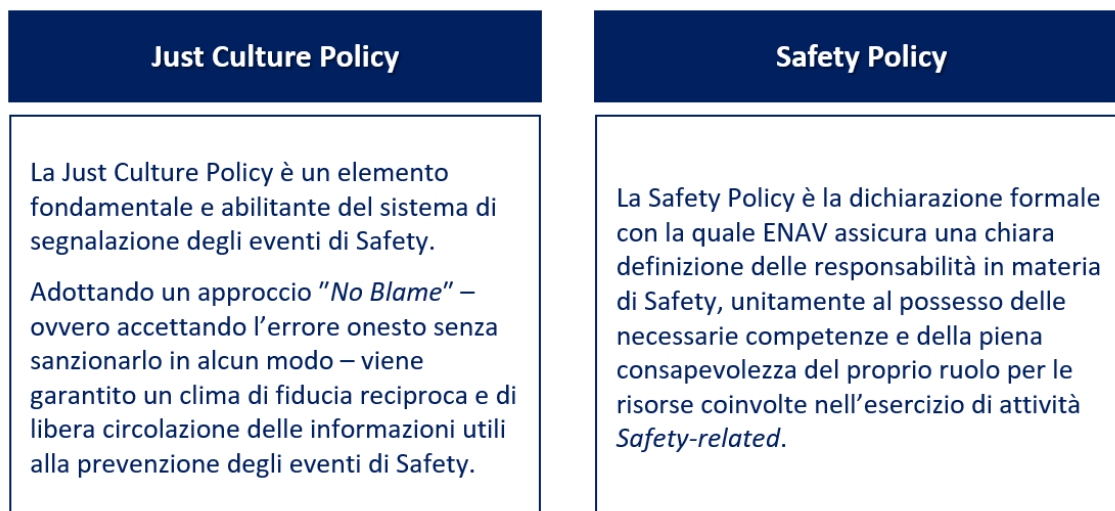 Just Culture Policy
La Just Culture Policy è un elemento
fondamentale e abilitante del sistema di
segnalazione degli eventi di Safety.
Adottando un approccio "No Blame" –
ovvero accettando l'errore onesto senza
sanzionarlo in alcun modo – viene
garantito un clima di fiducia reciproca e di
libera circolazione delle informazioni utili
alla prevenzione degli eventi di Safety.
Safety Policy
La Safety Policy è la dichiarazione formale
con la quale ENAV assicura una chiara
definizione delle responsabilità in materia
di Safety, unitamente al possesso delle
necessarie competenze e della piena
consapevolezza del proprio ruolo per le
risorse coinvolte nell'esercizio di attività
Safety-related.